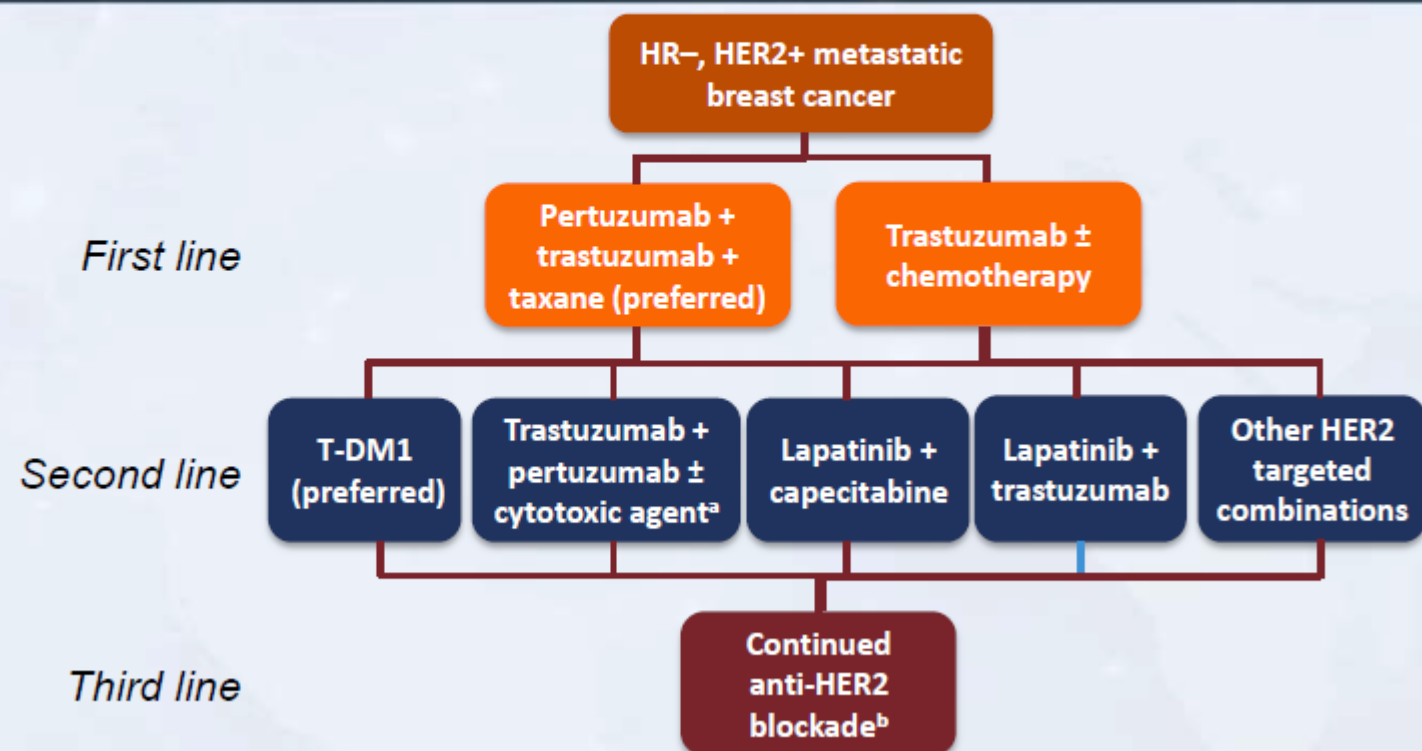 HR–, HER2+ metastatic
breast cancer
First line
Pertuzumab +
trastuzumab +
taxane (preferred)
Trastuzumab ±
chemotherapy
Second line
T-DM1
(preferred)
Trastuzumab +
pertuzumab ±
cytotoxic agentᵃ
Lapatinib +
capecitabine
Lapatinib +
trastuzumab
Other HER2
targeted
combinations
Third line
Continued
anti-HER2
blockadeᵇ